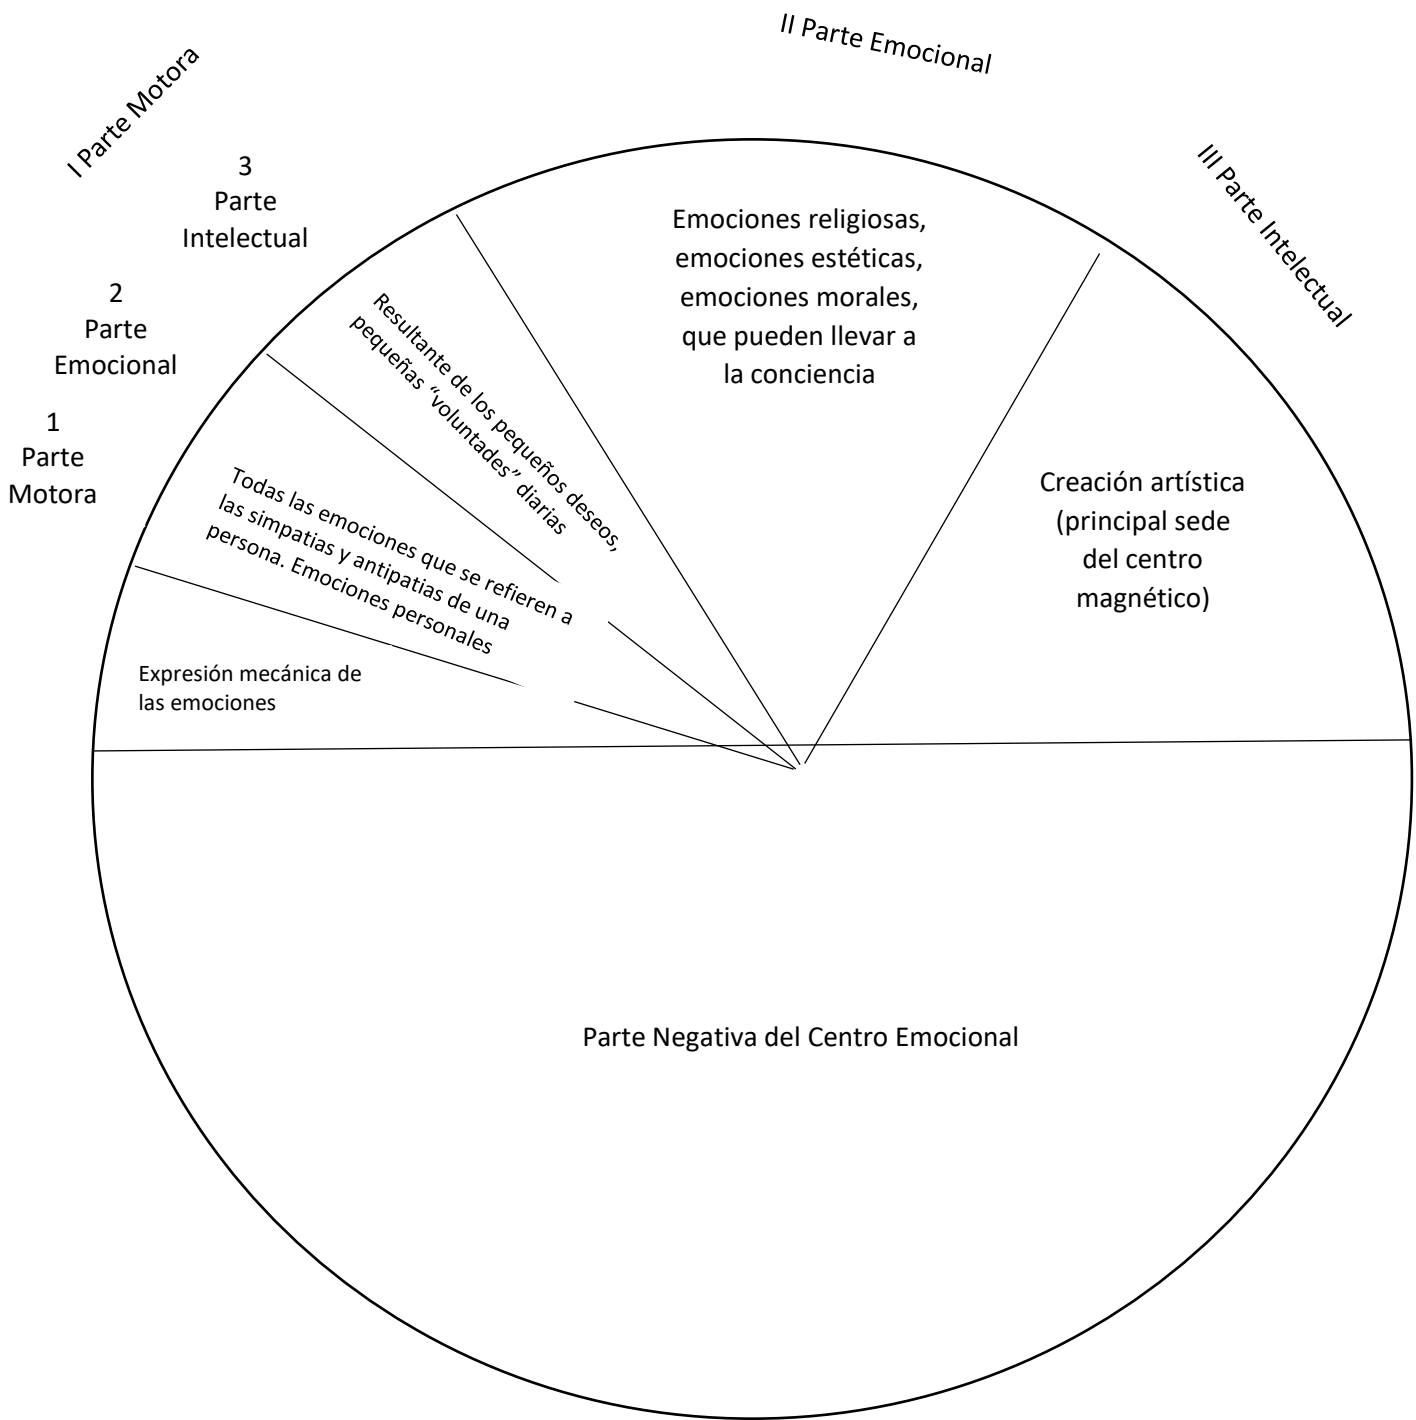 II Parte Emocional
I Parte Motora
III Parte Intelectual
3
Parte
Intelectual
2
Parte
Emocional
1
Parte
Motora
Emociones religiosas,
emociones estéticas,
emociones morales,
que pueden llevar a
la conciencia
Resultante de los pequeños deseos,
pequeñas “voluntades” diarias
Todas las emociones que se refieren a
las simpatias y antipatias de una
persona. Emociones personales
Creación artística
(principal sede
del centro
magnético)
Expresión mecánica de
las emociones
Parte Negativa del Centro Emocional